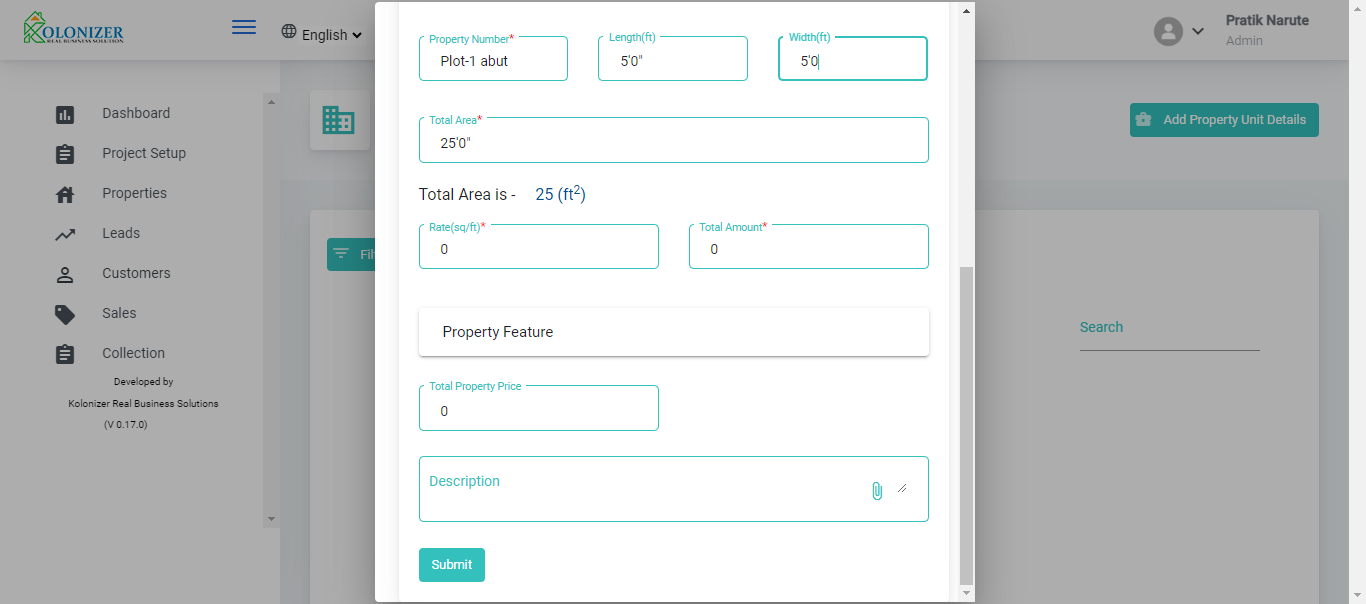 KOLONIZER
REAL BUSINESS SOLUTION
English
Pratik Narute
Admin
Dashboard
Project Setup
Properties
Leads
Customers
Sales
Collection
Developed by
Kolonizer Real Business Solutions
(V 0.17.0)
Add Property Unit Details
Fil
Search
Property Number*
Plot-1 abut
Length(ft)
5'0"
Width(ft)
5'0
Total Area*
25'0"
Total Area is - 25 (ft2)
Rate(sq/ft)*
0
Total Amount*
0
Property Feature
Total Property Price
0
Description
Submit